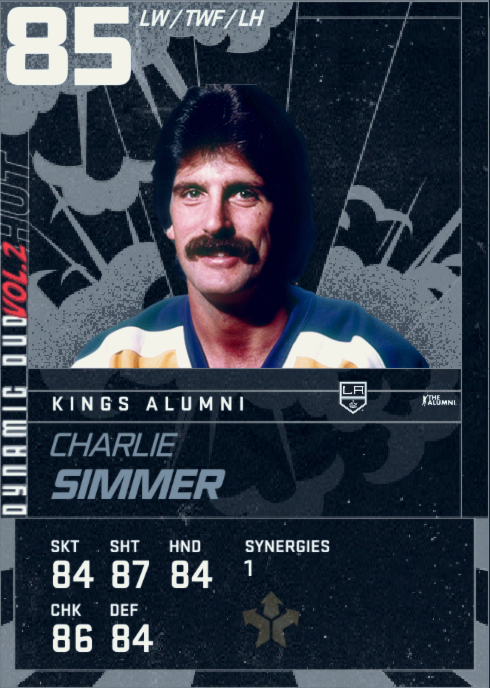 85
LW / TWF / LH
HUT
DYNAMIC DUO VOL.2
KINGS ALUMNI
LA
THE
ALUMNI
CHARLIE
SIMMER
SKT SHT HND SYNERGIES
84 87 84 1
CHK DEF
86 84